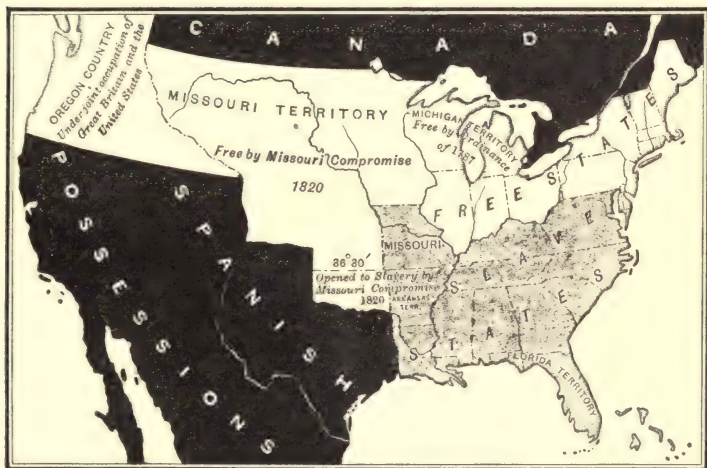 CANADA
OREGON COUNTRY
Under joint occupation of
Great Britain and the
United States
MISSOURI TERRITORY
Free by Missouri Compromise
1820
MICHIGAN TERRITORY
Free by Ordinance
of 1787
FREE STATES
SPANISH
POSSESSIONS
MISSOURI
36°30′
Opened to Slavery by
Missouri Compromise
1820
ARKANSAS
TERR.
SLAVE
STATES
FLORIDA TERRITORY